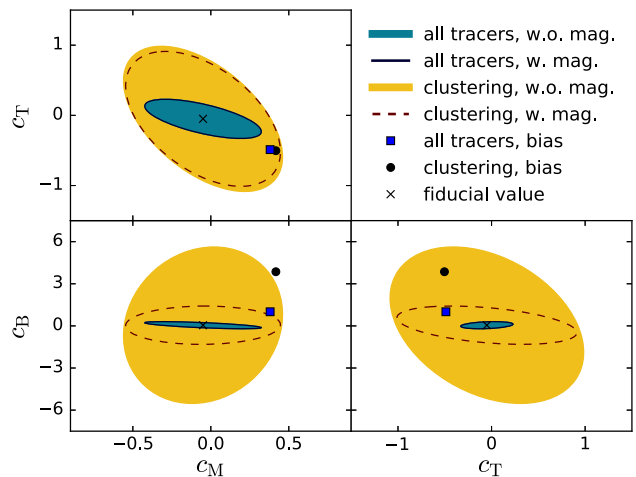 1
0
−1
c_T
all tracers, w.o. mag.
all tracers, w. mag.
clustering, w.o. mag.
clustering, w. mag.
all tracers, bias
clustering, bias
fiducial value
6
3
0
−3
−6
c_B
−0.5 0.0 0.5
c_M
−1 0 1
c_T